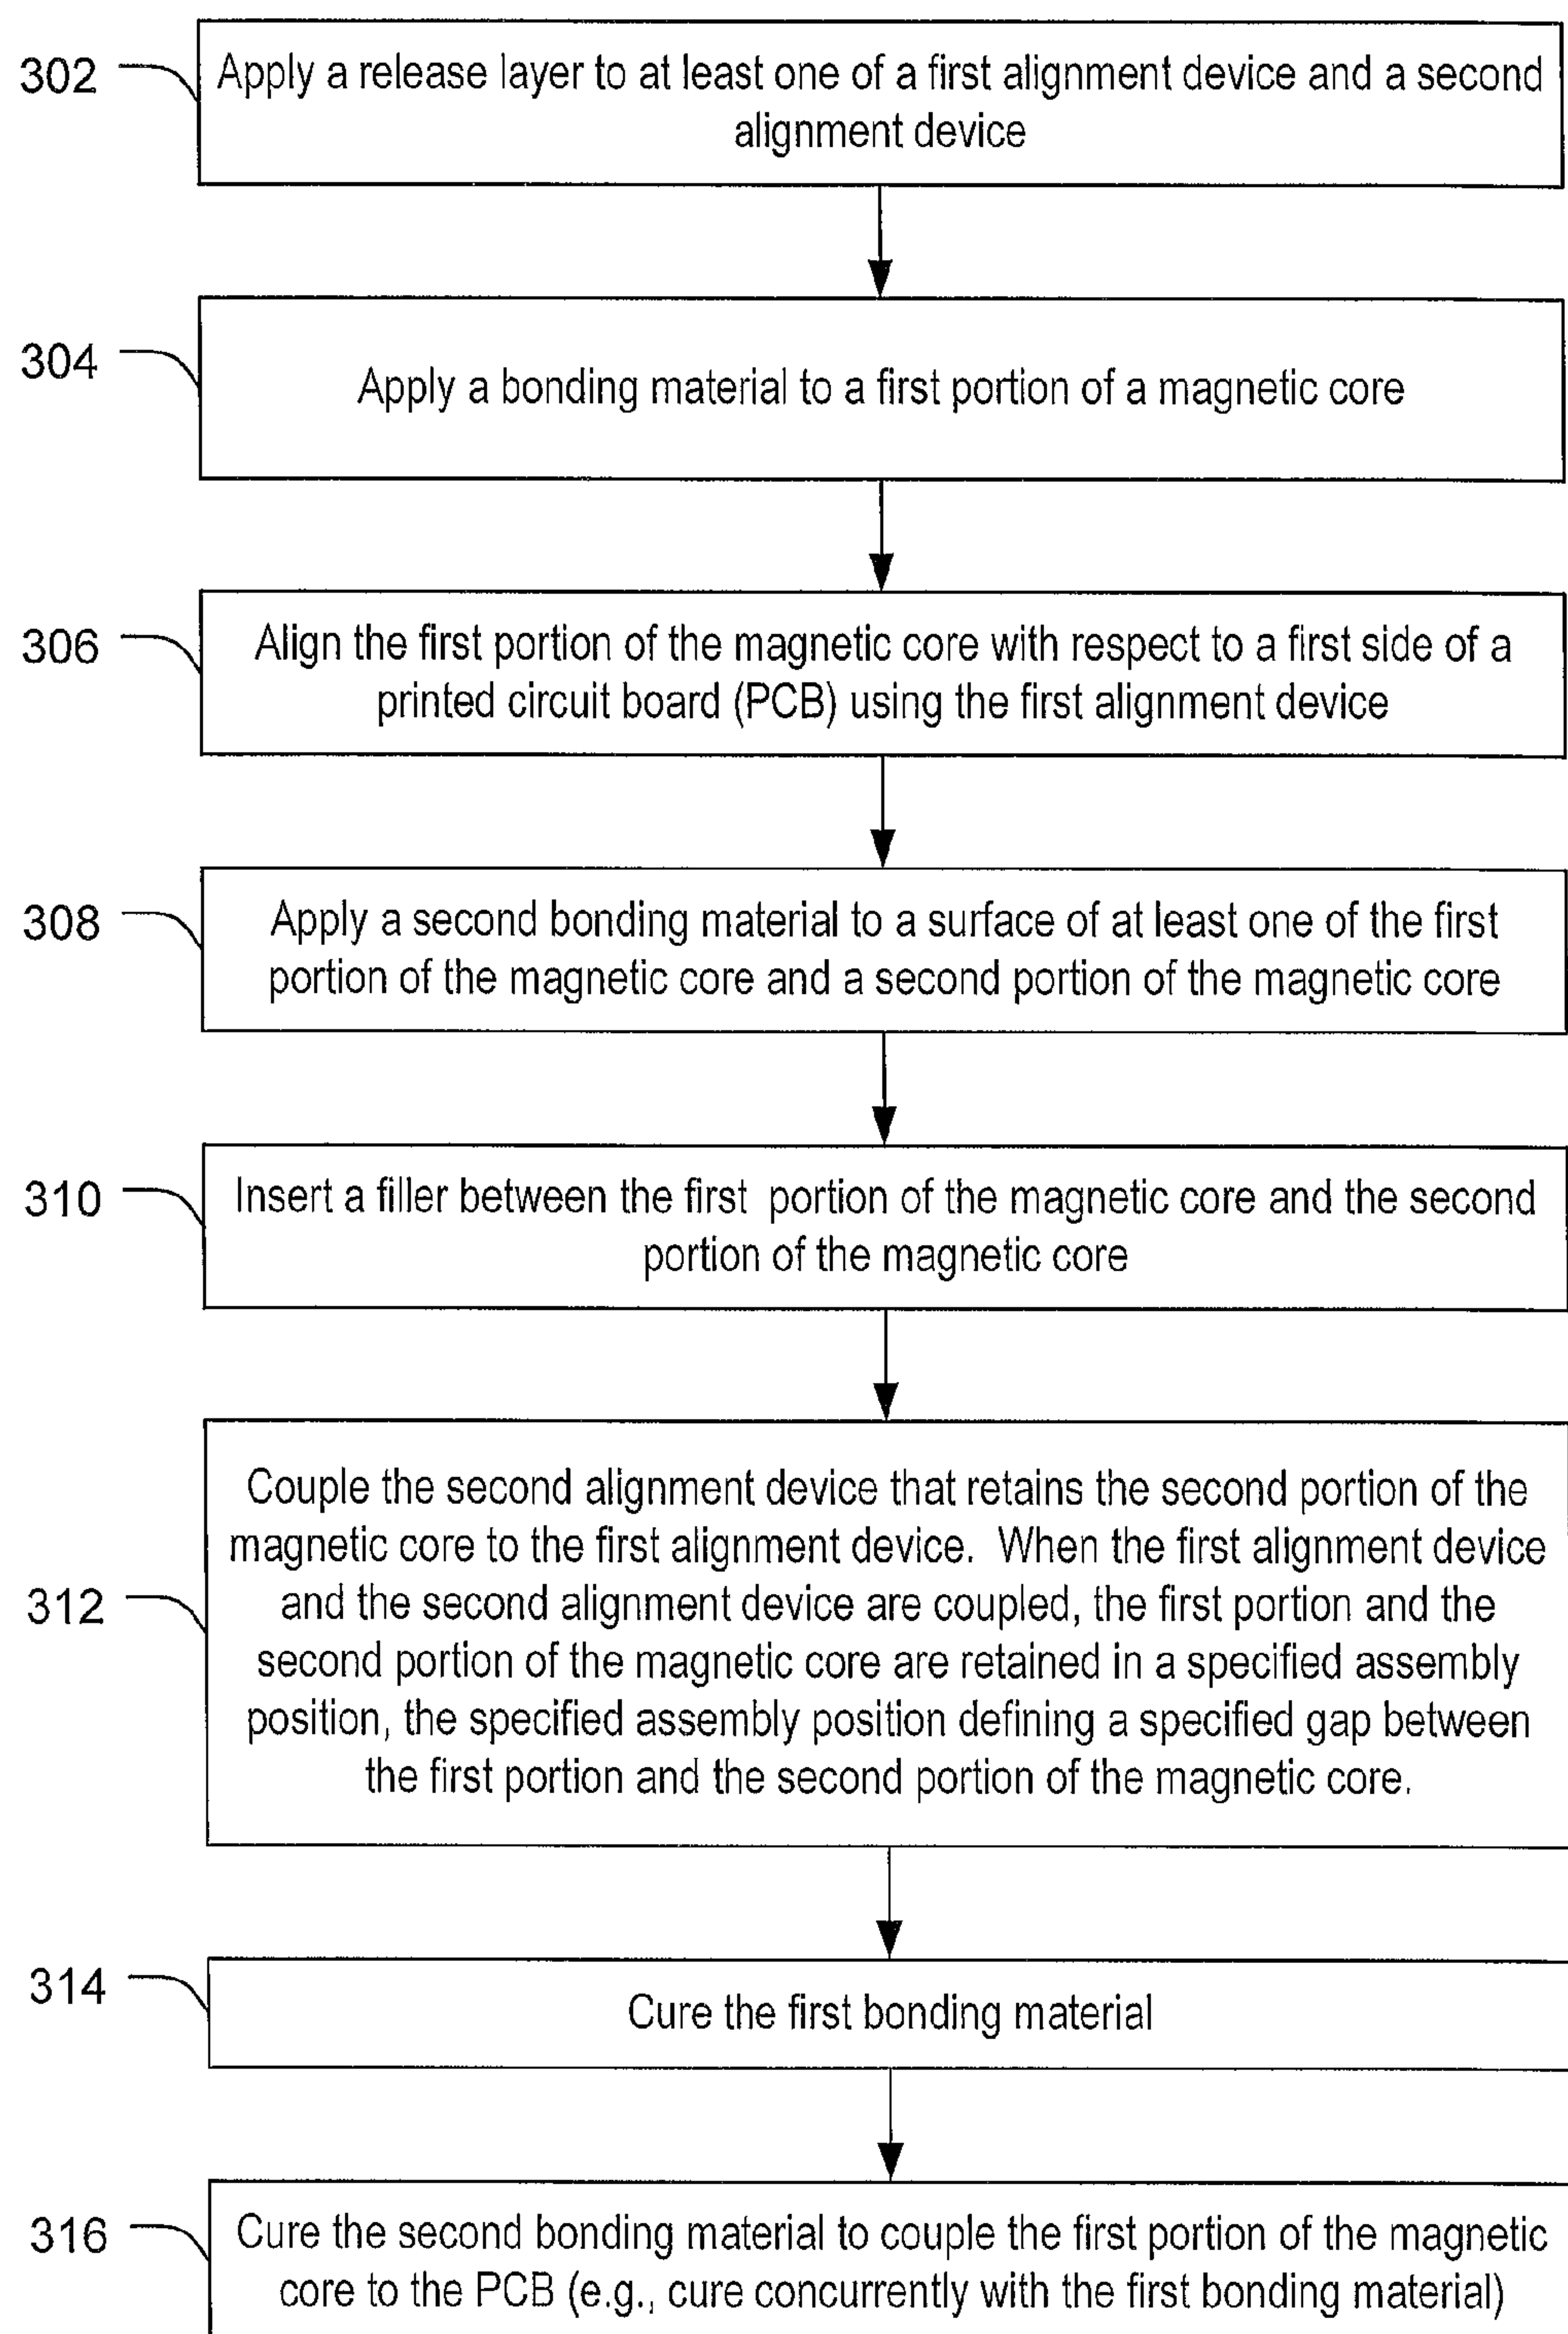 302
Apply a release layer to at least one of a first alignment device and a second
alignment device
304
Apply a bonding material to a first portion of a magnetic core
306
Align the first portion of the magnetic core with respect to a first side of a
printed circuit board (PCB) using the first alignment device
308
Apply a second bonding material to a surface of at least one of the first
portion of the magnetic core and a second portion of the magnetic core
310
Insert a filler between the first portion of the magnetic core and the second
portion of the magnetic core
312
Couple the second alignment device that retains the second portion of the
magnetic core to the first alignment device. When the first alignment device
and the second alignment device are coupled, the first portion and the
second portion of the magnetic core are retained in a specified assembly
position, the specified assembly position defining a specified gap between
the first portion and the second portion of the magnetic core.
314
Cure the first bonding material
316
Cure the second bonding material to couple the first portion of the magnetic
core to the PCB (e.g., cure concurrently with the first bonding material)